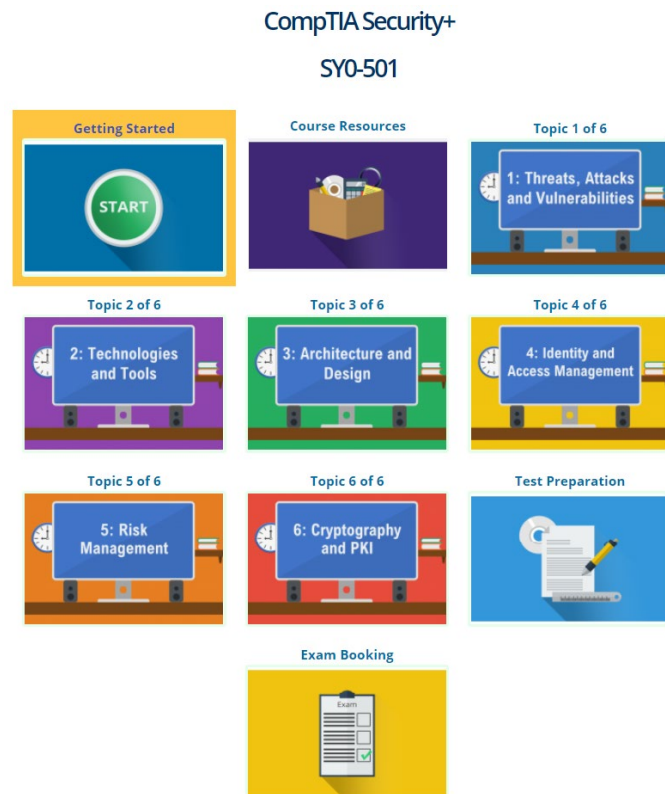 CompTIA Security+
SY0-501
Getting Started
START
Course Resources
Topic 1 of 6
1: Threats, Attacks
and Vulnerabilities
Topic 2 of 6
2: Technologies
and Tools
Topic 3 of 6
3: Architecture and
Design
Topic 4 of 6
4: Identity and
Access Management
Topic 5 of 6
5: Risk
Management
Topic 6 of 6
6: Cryptography
and PKI
Test Preparation
Exam Booking
Exam